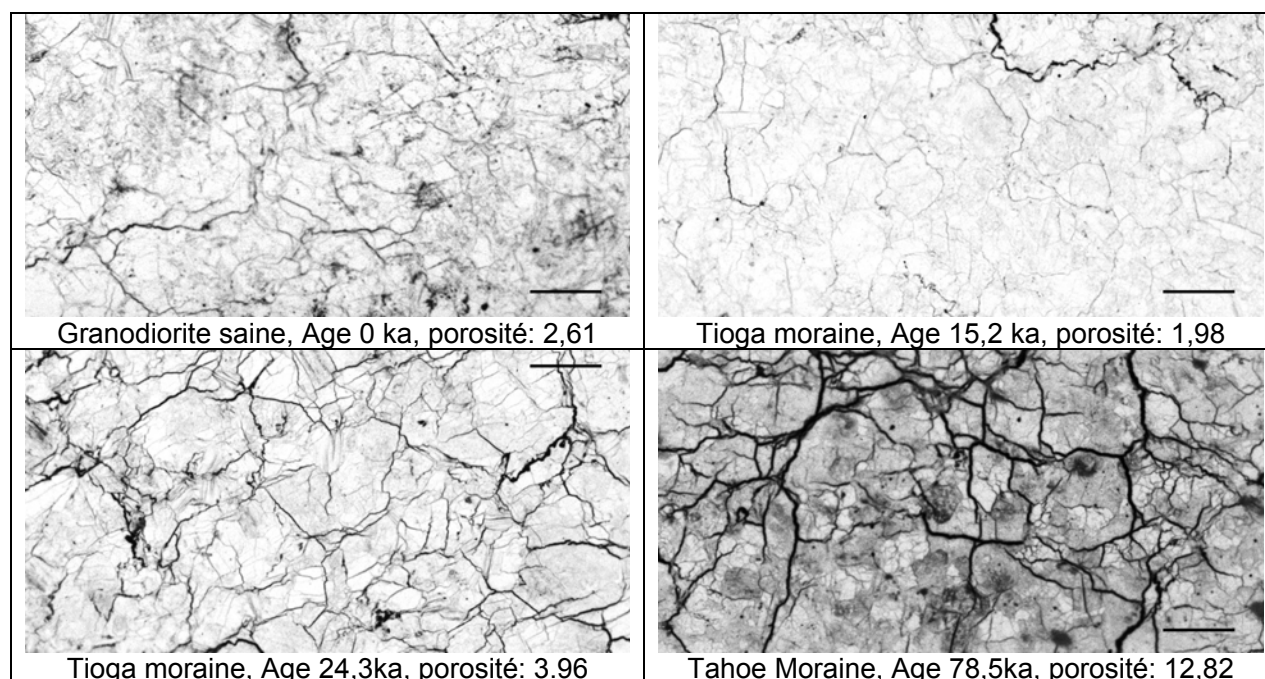 Granodiorite saine, Age 0 ka, porosité: 2,61
Tioga moraine, Age 15,2 ka, porosité: 1,98
Tioga moraine, Age 24,3ka, porosité: 3.96
Tahoe Moraine, Age 78,5ka, porosité: 12,82